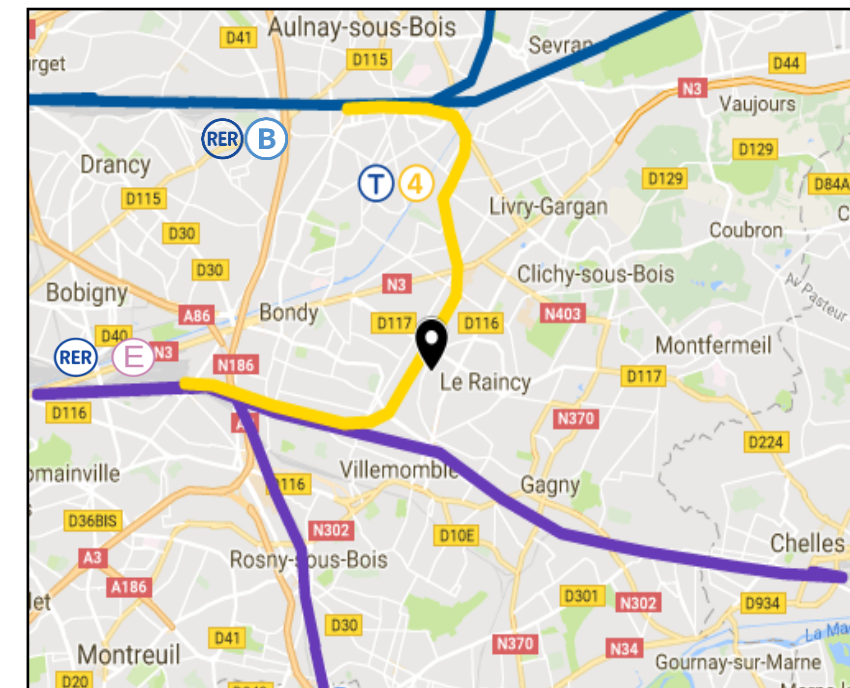 Aulnay-sous-Bois
D41
Sevran
D115
D44
N3
Vaujours
RER B
D129
Drancy
T 4
D129
D84A
D115
Livry-Gargan
D30
Coubron
D30
Clichy-sous-Bois
N3
Av Pasteur
Bobigny
A86
Bondy
D117
D116
N403
D40
RER E
N3
Montfermeil
N186
Le Raincy
D117
D116
N370
D224
Villemomble
Gagny
D36BIS
N302
D10E
Chelles
A3
Rosny-sous-Bois
A186
D301
N302
D934
D30
D41
N370
N34
La Ma
Montreuil
Gournay-sur-Marne
D20